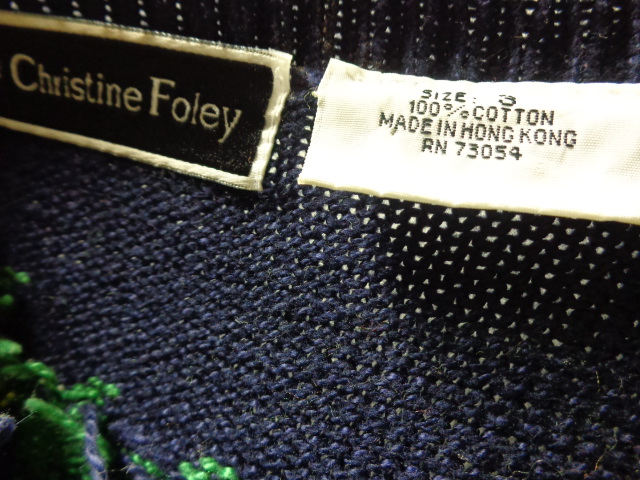 Christine Foley
SIZE: S
100% COTTON
MADE IN HONG KONG
RN 73054